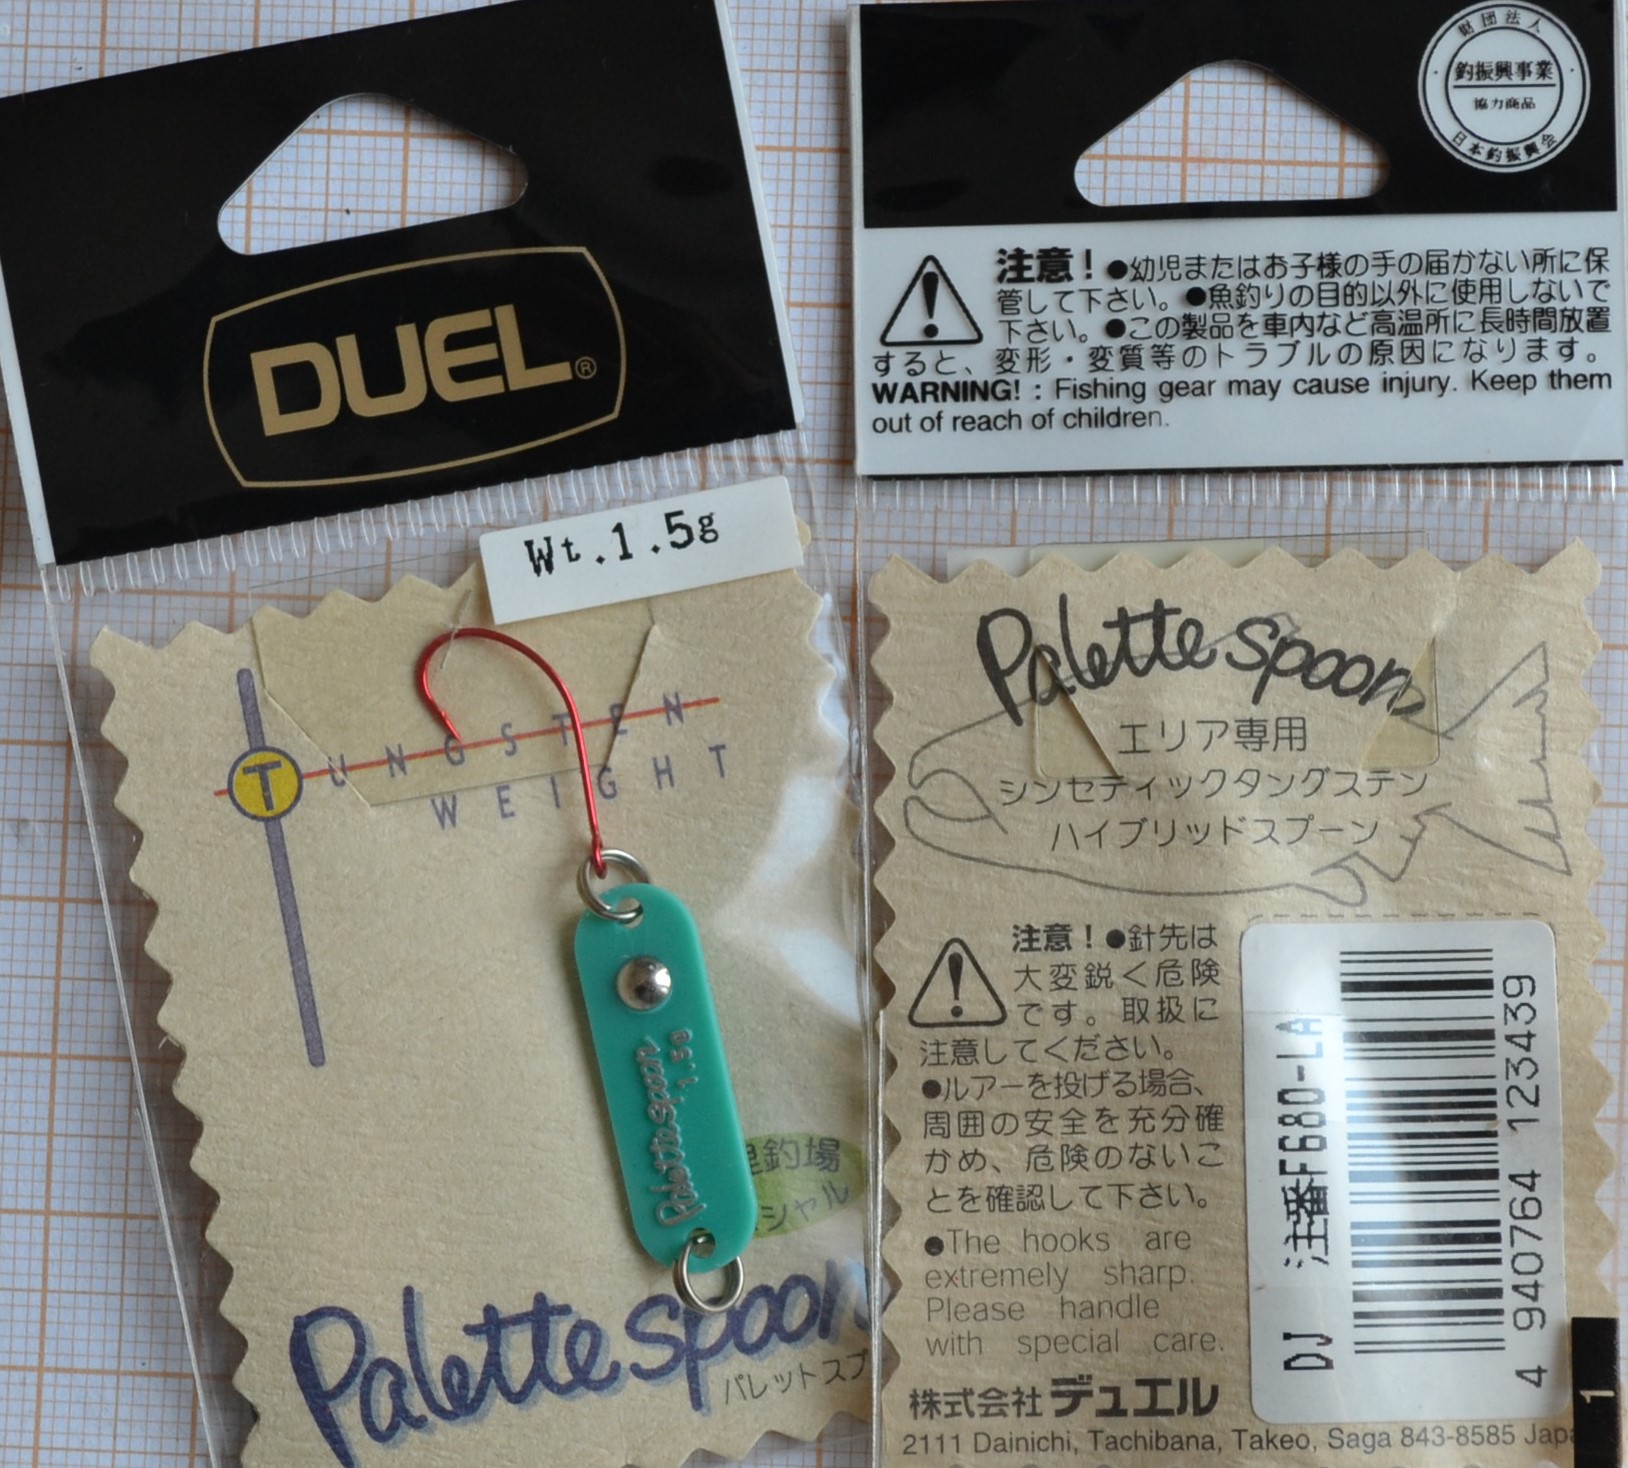 DUEL®
Wt.1.5g
TUNGSTEN
WEIGHT
Palette spoon
1.5g
釣場
シャル
Palette spoon
パレットスプ
財団法人
釣振興事業
協力商品
日本釣振興会
注意！●幼児またはお子様の手の届かない所に保
管して下さい。●魚釣りの目的以外に使用しないで
下さい。●この製品を車内など高温所に長時間放置
すると、変形・変質等のトラブルの原因になります。
WARNING! : Fishing gear may cause injury. Keep them
out of reach of children.
Palette spoon
エリア専用
シンセティックタングステン
ハイブリッドスプーン
注意！●針先は
大変鋭く危険
です。取扱に
注意してください。
●ルアーを投げる場合、
周囲の安全を充分確
かめ、危険のないこ
とを確認して下さい。
●The hooks are
extremely sharp.
Please handle
with special care.
株式会社デュエル
2111 Dainichi, Tachibana, Takeo, Saga 843-8585 Japa
DJ 注番F680-LA
4 940764 123439
1